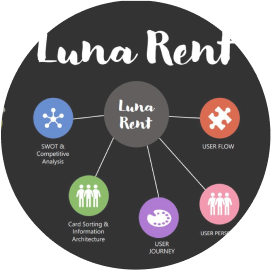 Luna Rent
Luna
Rent
SWOT &
Competitive
Analysis
USER FLOW
Card Sorting &
Information
Architecture
USER
JOURNEY
USER